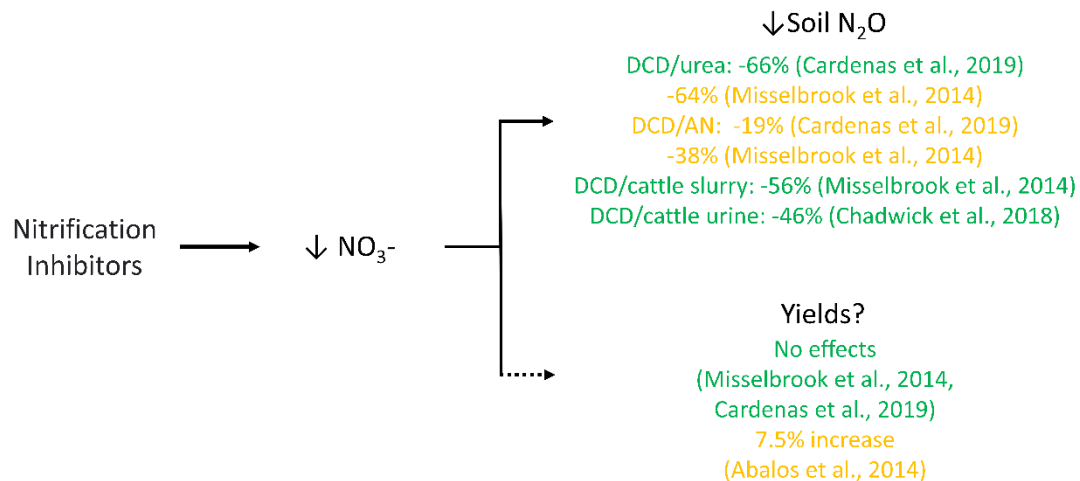 Nitrification
Inhibitors
↓ NO₃-
↓Soil N₂O
DCD/urea: -66% (Cardenas et al., 2019)
-64% (Misselbrook et al., 2014)
DCD/AN: -19% (Cardenas et al., 2019)
-38% (Misselbrook et al., 2014)
DCD/cattle slurry: -56% (Misselbrook et al., 2014)
DCD/cattle urine: -46% (Chadwick et al., 2018)
Yields?
No effects
(Misselbrook et al., 2014,
Cardenas et al., 2019)
7.5% increase
(Abalos et al., 2014)